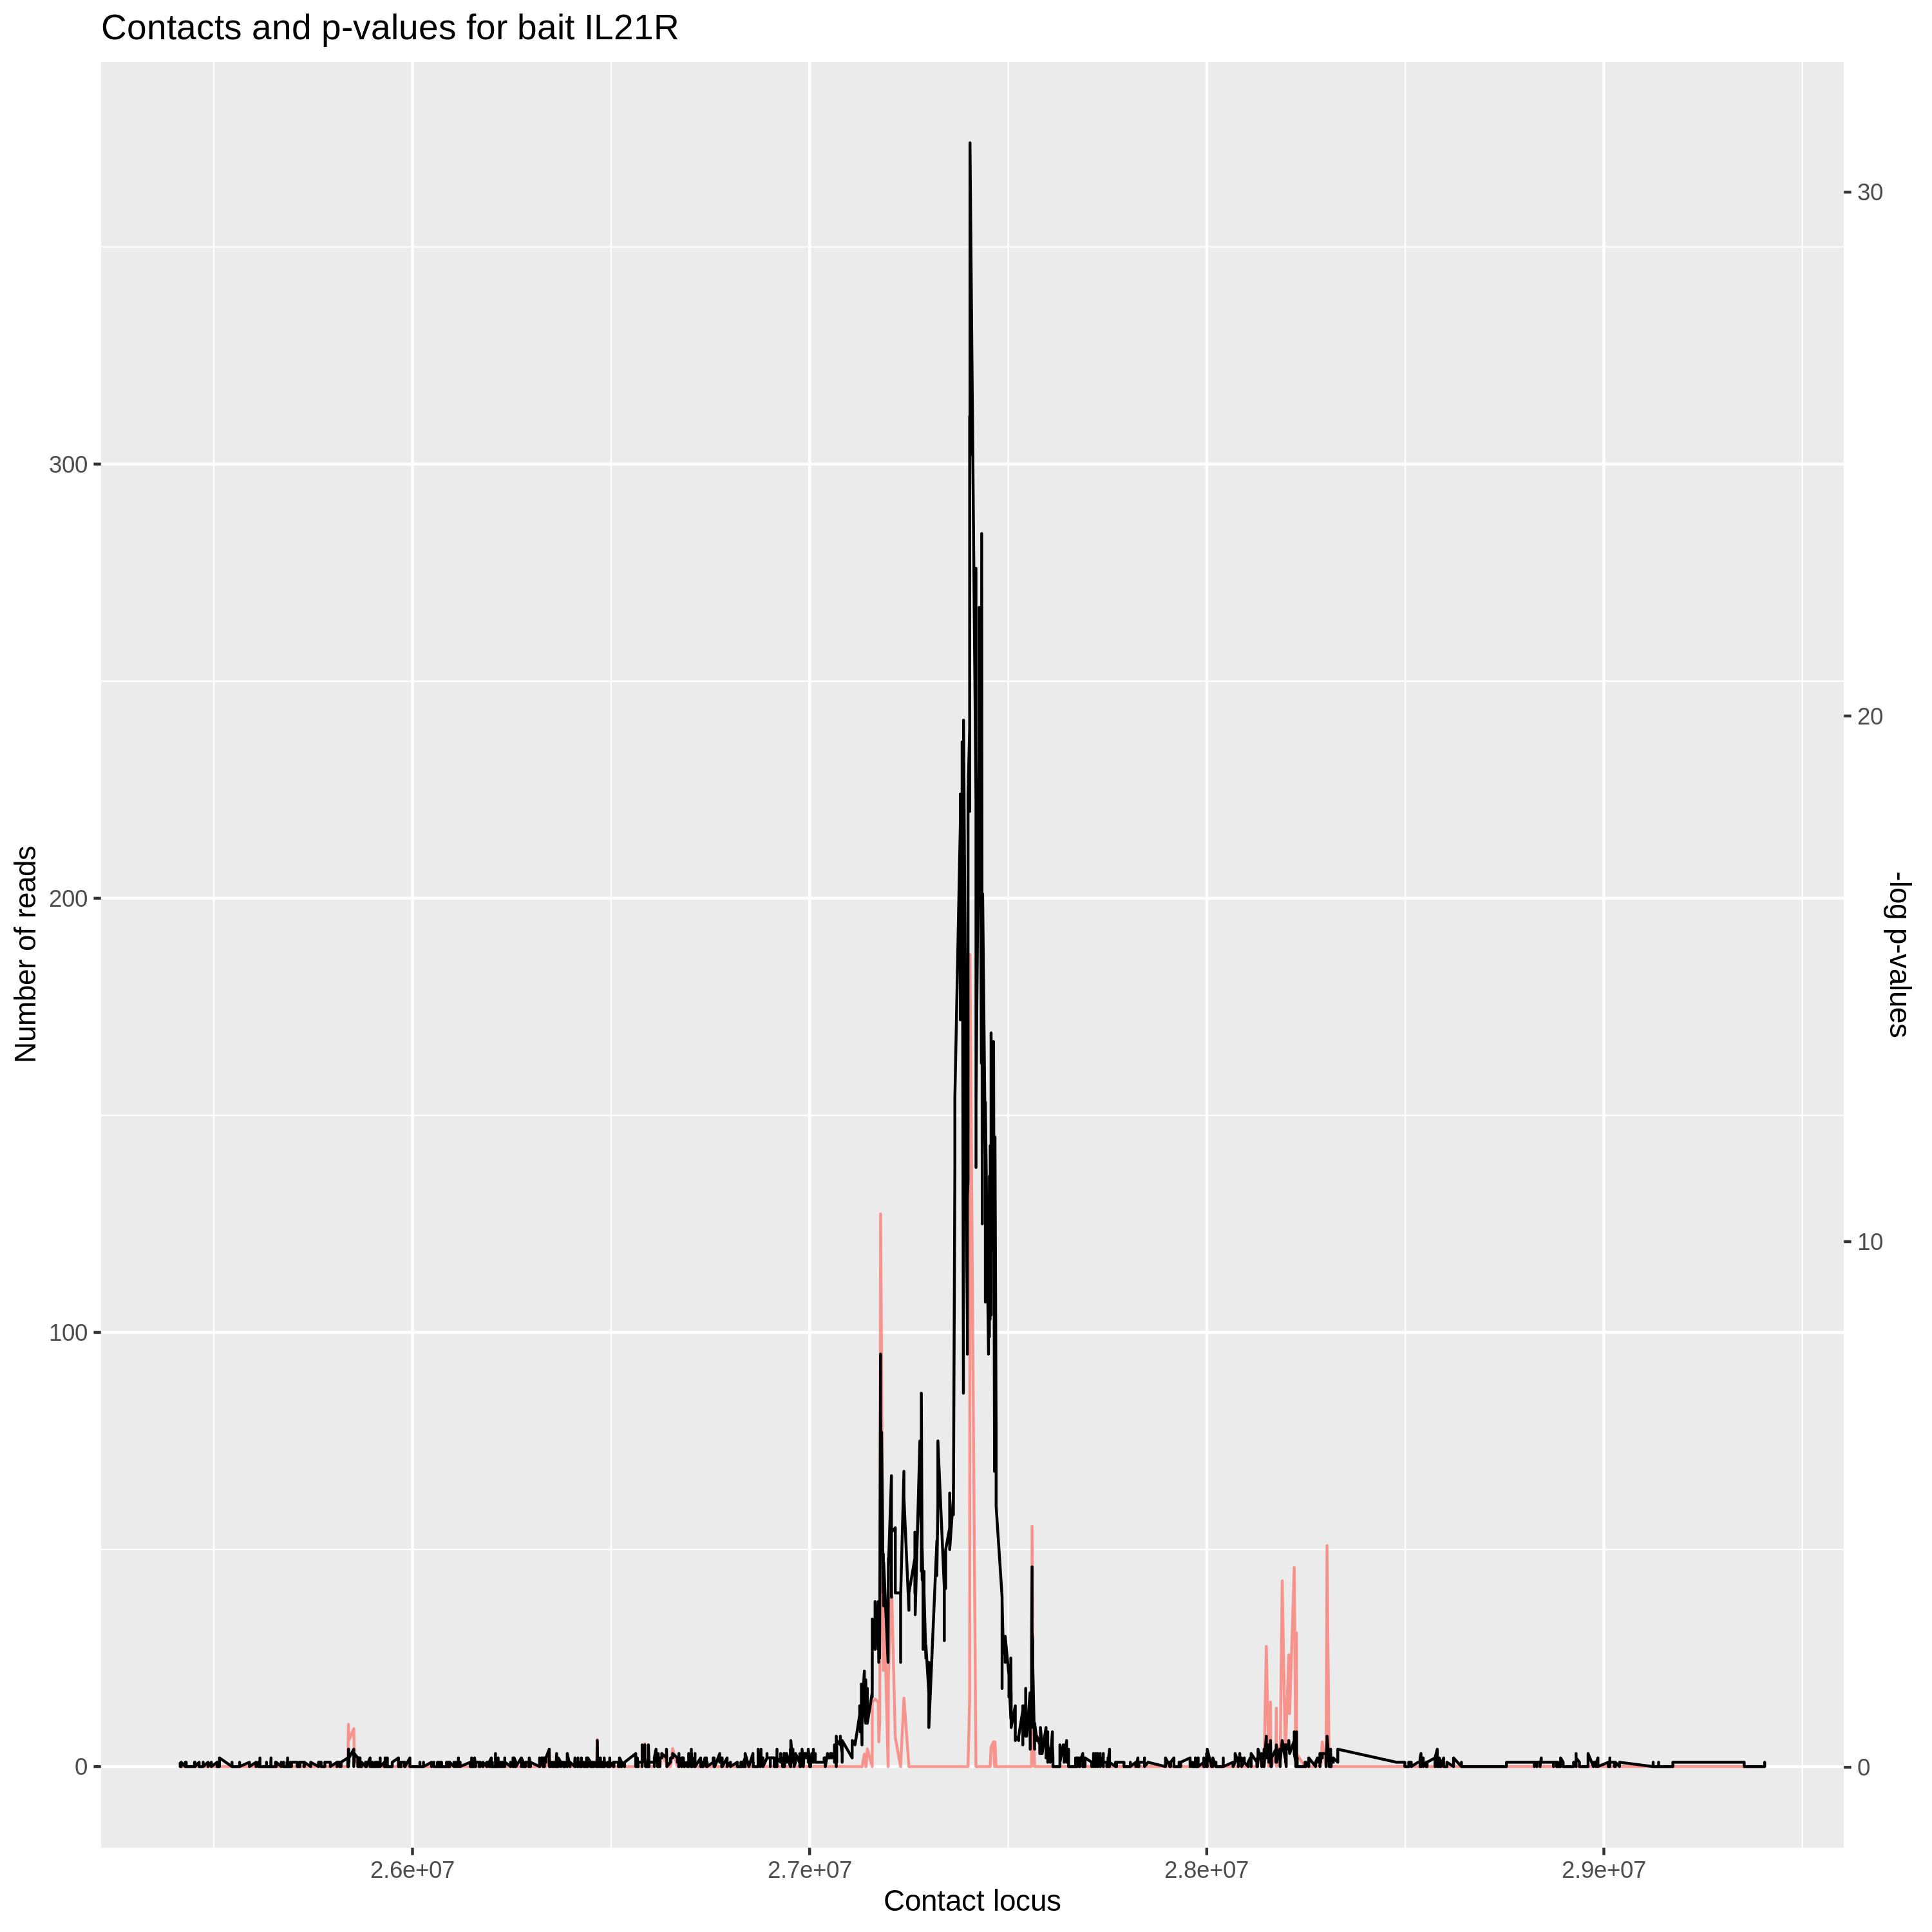 Contacts and p-values for bait IL21R
Number of reads
300
200
100
0
30
20
10
0
-log p-values
2.6e+07 2.7e+07 2.8e+07 2.9e+07
Contact locus